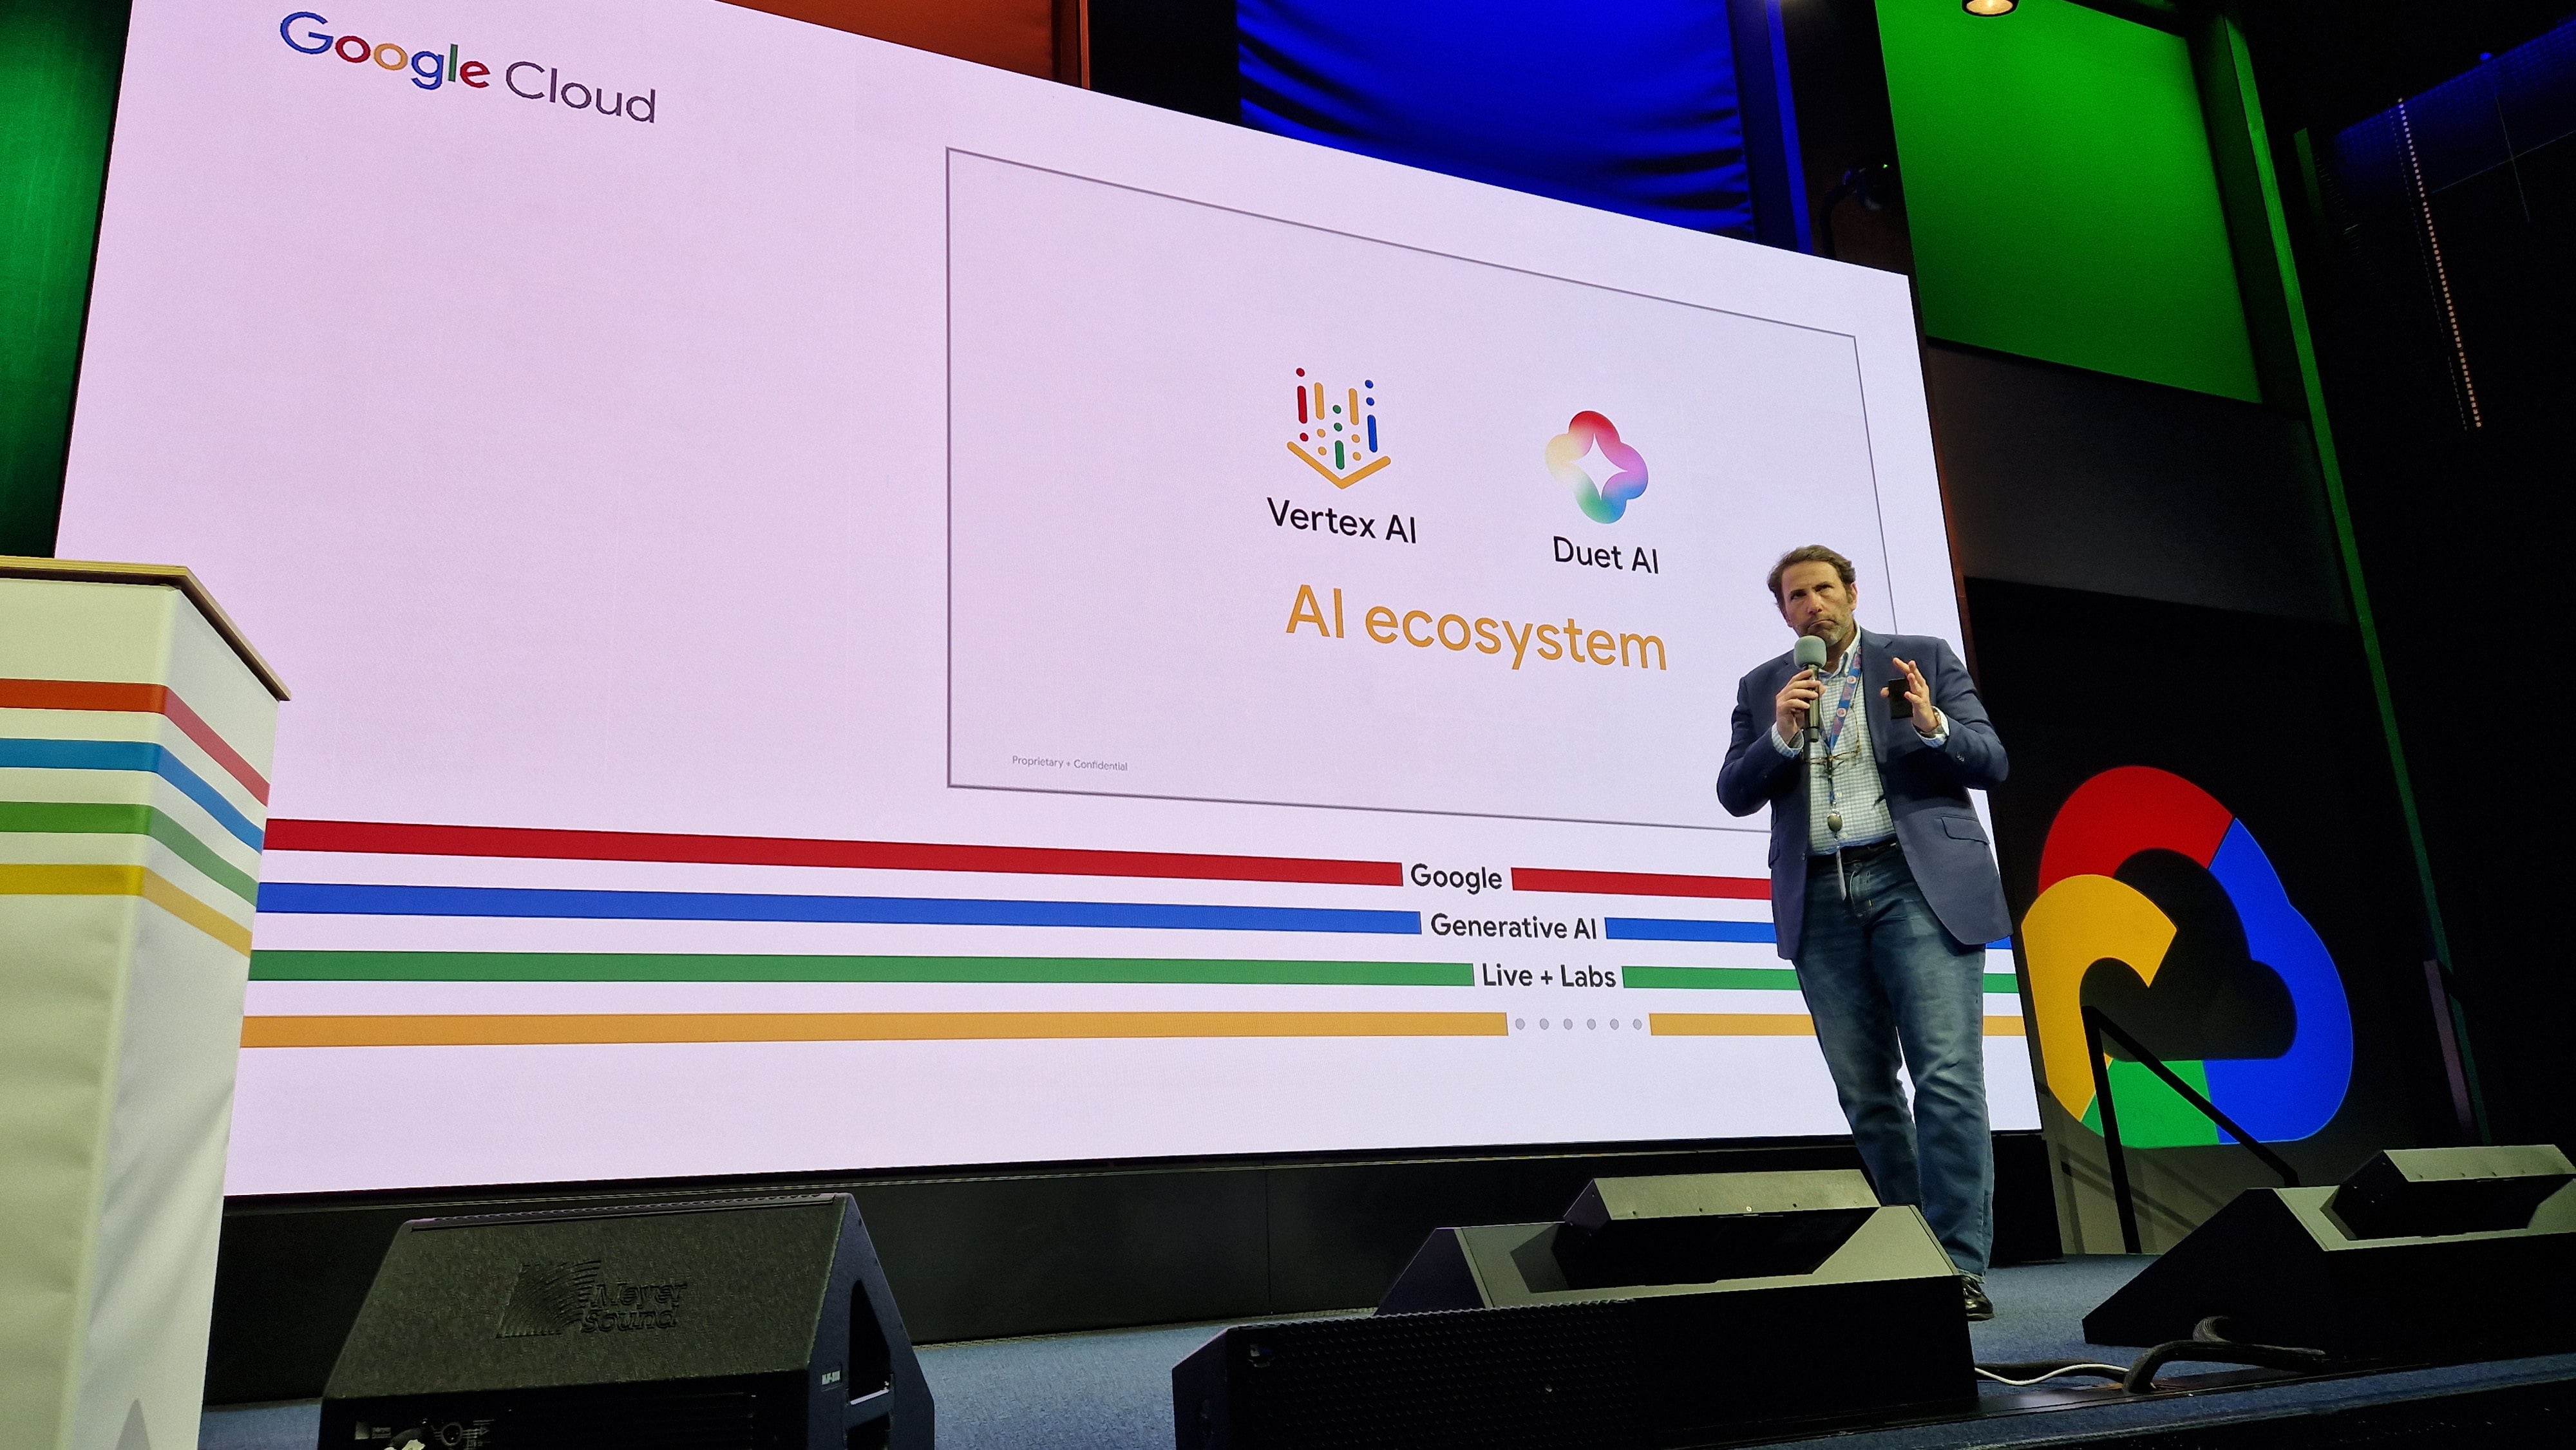 Google Cloud
Vertex AI
Duet AI
AI ecosystem
Proprietary + Confidential
Google
Generative AI
Live + Labs
Meyer
Sound